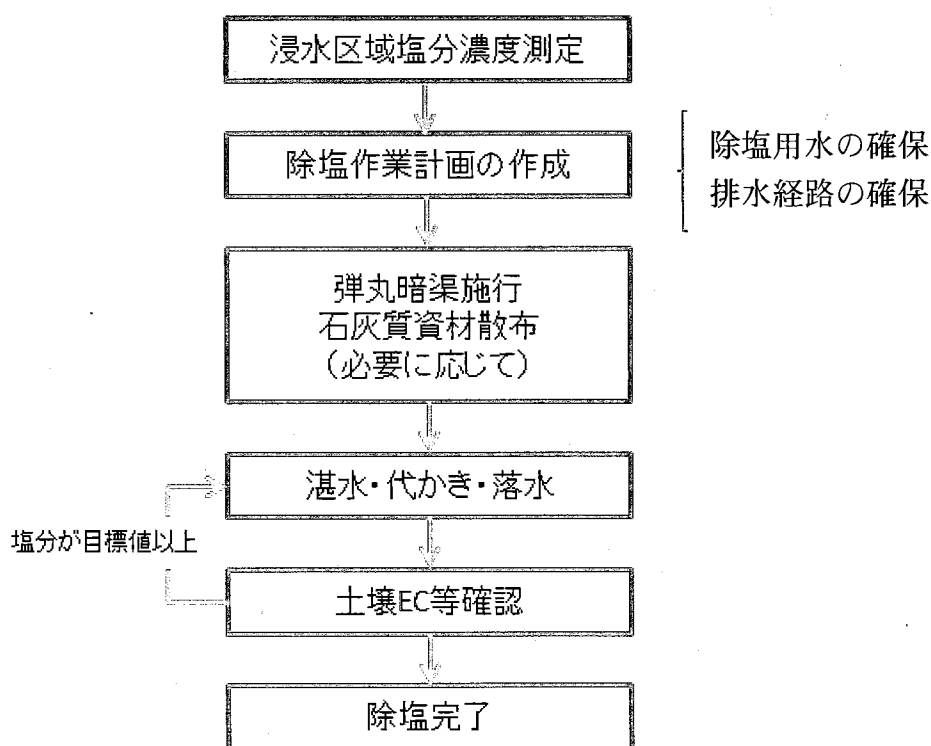 浸水区域塩分濃度測定
除塩作業計画の作成
除塩用水の確保
排水経路の確保
弾丸暗渠施行
石灰質資材散布
(必要に応じて)
湛水・代かき・落水
塩分が目標値以上
土壌EC等確認
除塩完了